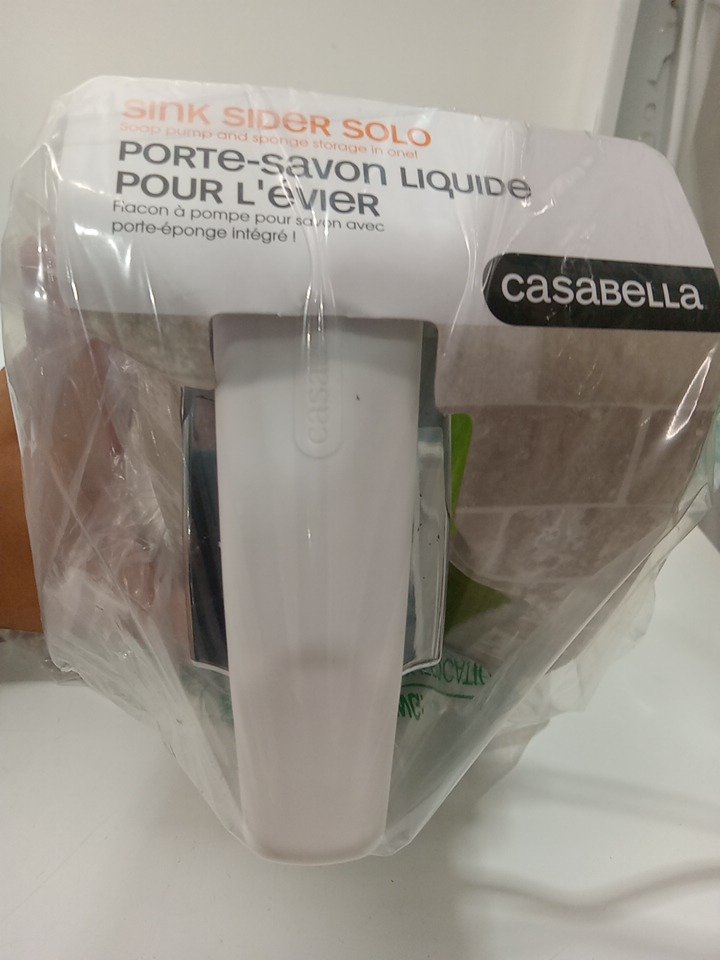 SINK SIDER SOLO
Soap pump and sponge storage in one!
PORTE-SAVON LIQUIDE
POUR L'ÉVIER
Flacon à pompe pour savon avec
porte-éponge intégré !
casabella
casa